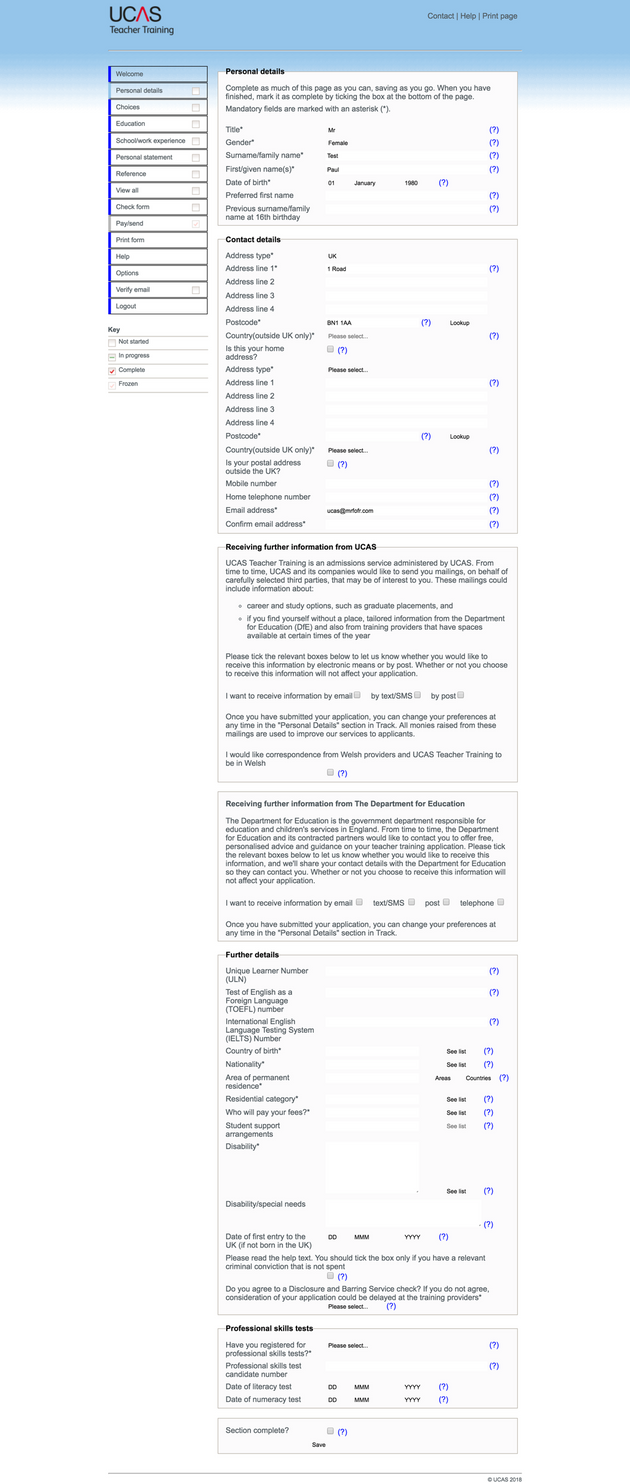 UCAS
Teacher Training
Contact | Help | Print page
Welcome
Personal details
Choices
Education
School/work experience
Personal statement
Reference
View all
Check form
Pay/send
Print form
Help
Options
Verify email
Logout
Key
Not started
In progress
Complete
Frozen
Personal details
Complete as much of this page as you can, saving as you go. When you have
finished, mark it as complete by ticking the box at the bottom of the page.
Mandatory fields are marked with an asterisk (*).
Title* Mr (?)
Gender* Female (?)
Surname/family name* Test (?)
First/given name(s)* Paul (?)
Date of birth* 01 January 1980 (?)
Preferred first name (?)
Previous surname/family (?)
name at 16th birthday
Contact details
Address type* UK
Address line 1* 1 Road (?)
Address line 2
Address line 3
Address line 4
Postcode* BN1 1AA (?) Lookup
Country(outside UK only)* Please select... (?)
Is this your home (?)
address?
Address type* Please select...
Address line 1 (?)
Address line 2
Address line 3
Address line 4
Postcode* (?) Lookup
Country(outside UK only)* Please select... (?)
Is your postal address (?)
outside the UK?
Mobile number (?)
Home telephone number (?)
Email address* ucas@mrfofr.com (?)
Confirm email address* (?)
Receiving further information from UCAS
UCAS Teacher Training is an admissions service administered by UCAS. From
time to time, UCAS and its companies would like to send you mailings, on behalf of
carefully selected third parties, that may be of interest to you. These mailings could
include information about:
career and study options, such as graduate placements, and
if you find yourself without a place, tailored information from the Department
for Education (DfE) and also from training providers that have spaces
available at certain times of the year
Please tick the relevant boxes below to let us know whether you would like to
receive this information by electronic means or by post. Whether or not you choose
to receive this information will not affect your application.
I want to receive information by email by text/SMS by post
Once you have submitted your application, you can change your preferences at
any time in the "Personal Details" section in Track. All monies raised from these
mailings are used to improve our services to applicants.
I would like correspondence from Welsh providers and UCAS Teacher Training to
be in Welsh
(?)
Receiving further information from The Department for Education
The Department for Education is the government department responsible for
education and children's services in England. From time to time, the Department
for Education and its contracted partners would like to contact you to offer free,
personalised advice and guidance on your teacher training application. Please tick
the relevant boxes below to let us know whether you would like to receive this
information, and we'll share your contact details with the Department for Education
so they can contact you. Whether or not you choose to receive this information will
not affect your application.
I want to receive information by email text/SMS post telephone
Once you have submitted your application, you can change your preferences at
any time in the "Personal Details" section in Track.
Further details
Unique Learner Number (?)
(ULN)
Test of English as a (?)
Foreign Language
(TOEFL) number
International English (?)
Language Testing System
(IELTS) Number
Country of birth* See list (?)
Nationality* See list (?)
Area of permanent Areas Countries (?)
residence*
Residential category* See list (?)
Who will pay your fees?* See list (?)
Student support See list (?)
arrangements
Disability*
See list (?)
Disability/special needs
(?)
Date of first entry to the DD MMM YYYY (?)
UK (if not born in the UK)
Please read the help text. You should tick the box only if you have a relevant
criminal conviction that is not spent
(?)
Do you agree to a Disclosure and Barring Service check? If you do not agree,
consideration of your application could be delayed at the training providers*
Please select... (?)
Professional skills tests
Have you registered for Please select... (?)
professional skills tests?*
Professional skills test (?)
candidate number
Date of literacy test DD MMM YYYY (?)
Date of numeracy test DD MMM YYYY (?)
Section complete? (?)
Save
© UCAS 2018